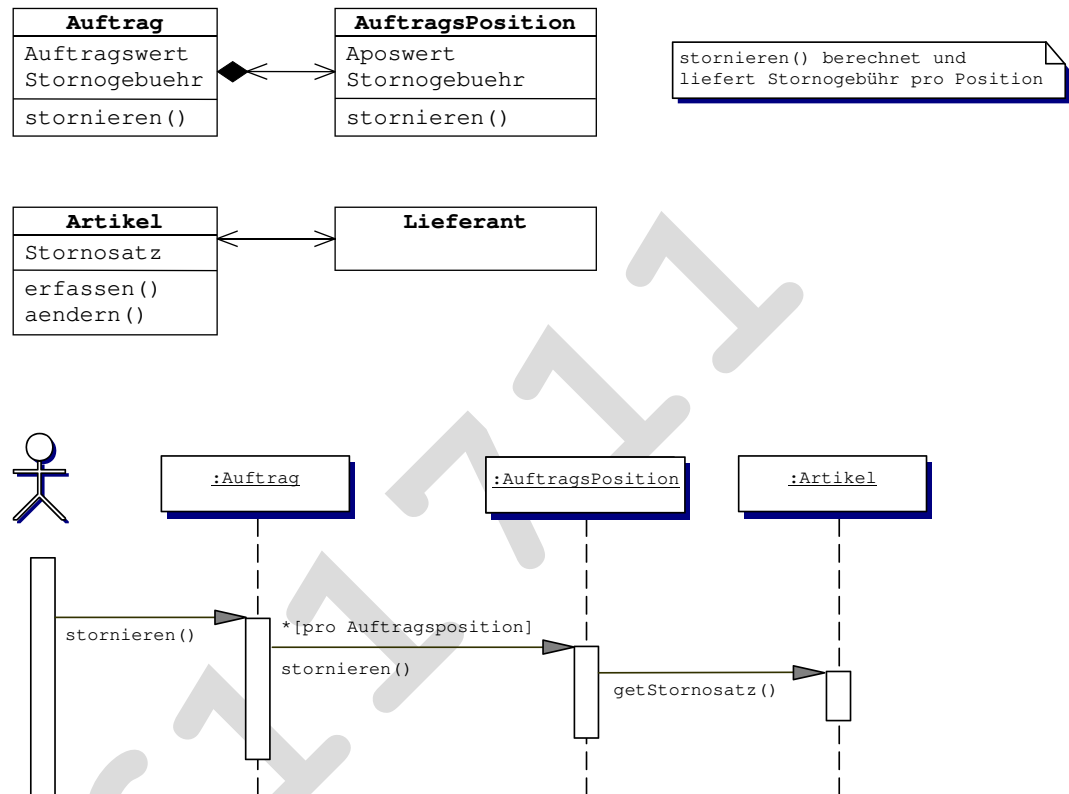 Auftrag
Auftragswert
Stornogebuehr
stornieren()
AuftragsPosition
Aposwert
Stornogebuehr
stornieren()
stornieren() berechnet und
liefert Stornogebühr pro Position
Artikel
Stornosatz
erfassen()
aendern()
Lieferant
:Auftrag
:AuftragsPosition
:Artikel
stornieren()
*[pro Auftragsposition]
stornieren()
getStornosatz()